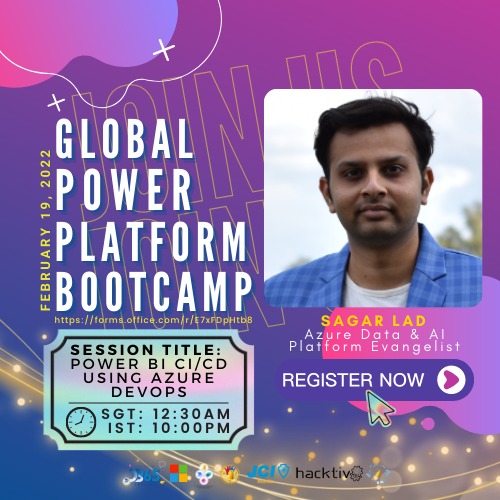 JOIN US
FEBRUARY 19, 2022
GLOBAL
POWER
PLATFORM
BOOTCAMP
https://forms.office.com/r/E7xFDpHtb8
SAGAR LAD
Azure Data & AI
Platform Evangelist
SESSION TITLE:
POWER BI CI/CD
USING AZURE
DEVOPS
SGT: 12:30AM
IST: 10:00PM
REGISTER NOW
JCI hacktiv